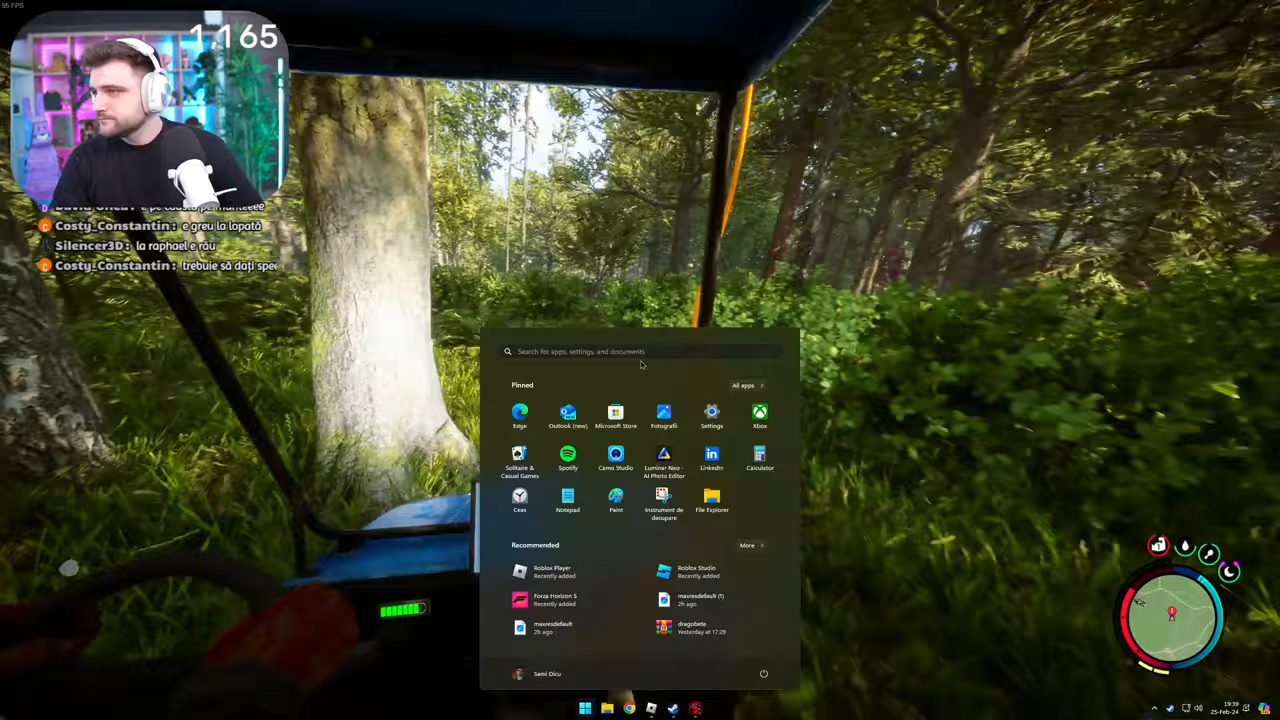 95 FPS
1,165
Costy_Constantin: e greu la lopată
Silencer3D: la raphael e rău
Costy_Constantin: trebuie să dați spe
Search for apps, settings, and documents
Pinned
All apps
Edge
Outlook (new)
Microsoft Store
Fotografii
Settings
Xbox
Solitaire &
Casual Games
Spotify
Camo Studio
Luminar Neo -
AI Photo Editor
LinkedIn
Calculator
Ceas
Notepad
Paint
Instrument de
decupare
File Explorer
Recommended
More
Roblox Player
Recently added
Roblox Studio
Recently added
Forza Horizon 5
Recently added
maxresdefault (1)
2h ago
maxresdefault
2h ago
dragobete
Yesterday at 17:29
Sami Dicu
19:39
25-Feb-24